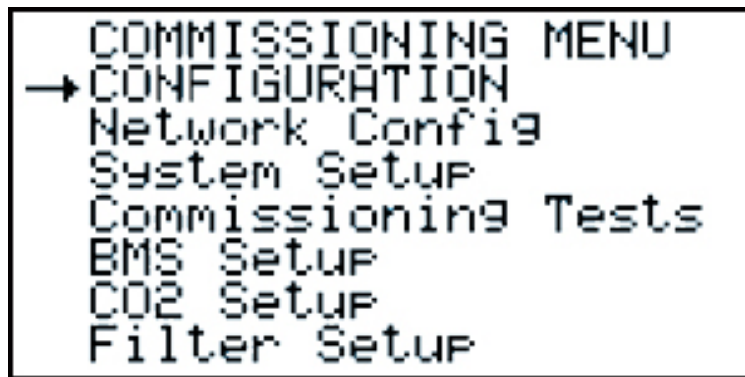 COMMISSIONING MENU
→CONFIGURATION
Network Config
System Setup
Commissioning Tests
BMS Setup
CO2 Setup
Filter Setup